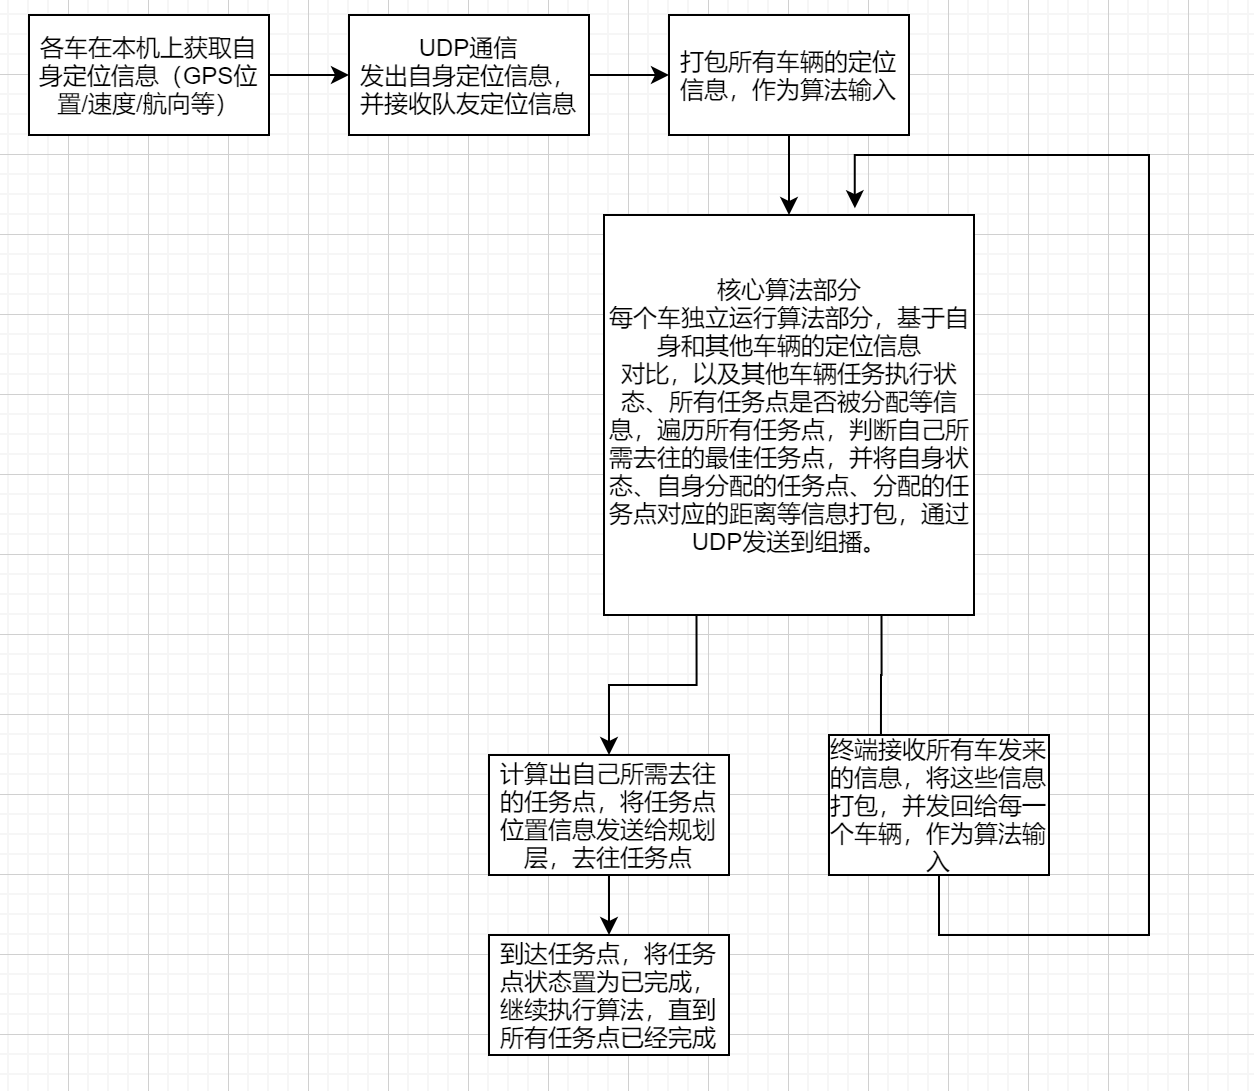 各车在本机上获取自
身定位信息（GPS位
置/速度/航向等）
UDP通信
发出自身定位信息，
并接收队友定位信息
打包所有车辆的定位
信息，作为算法输入
核心算法部分
每个车独立运行算法部分，基于自
身和其他车辆的定位信息
对比，以及其他车辆任务执行状
态、所有任务点是否被分配等信
息，遍历所有任务点，判断自己所
需去往的最佳任务点，并将自身状
态、自身分配的任务点、分配的任
务点对应的距离等信息打包，通过
UDP发送到组播。
计算出自己所需去往
的任务点，将任务点
位置信息发送给规划
层，去往任务点
终端接收所有车发来
的信息，将这些信息
打包，并发回给每一
个车辆，作为算法输
入
到达任务点，将任务
点状态置为已完成，
继续执行算法，直到
所有任务点已经完成